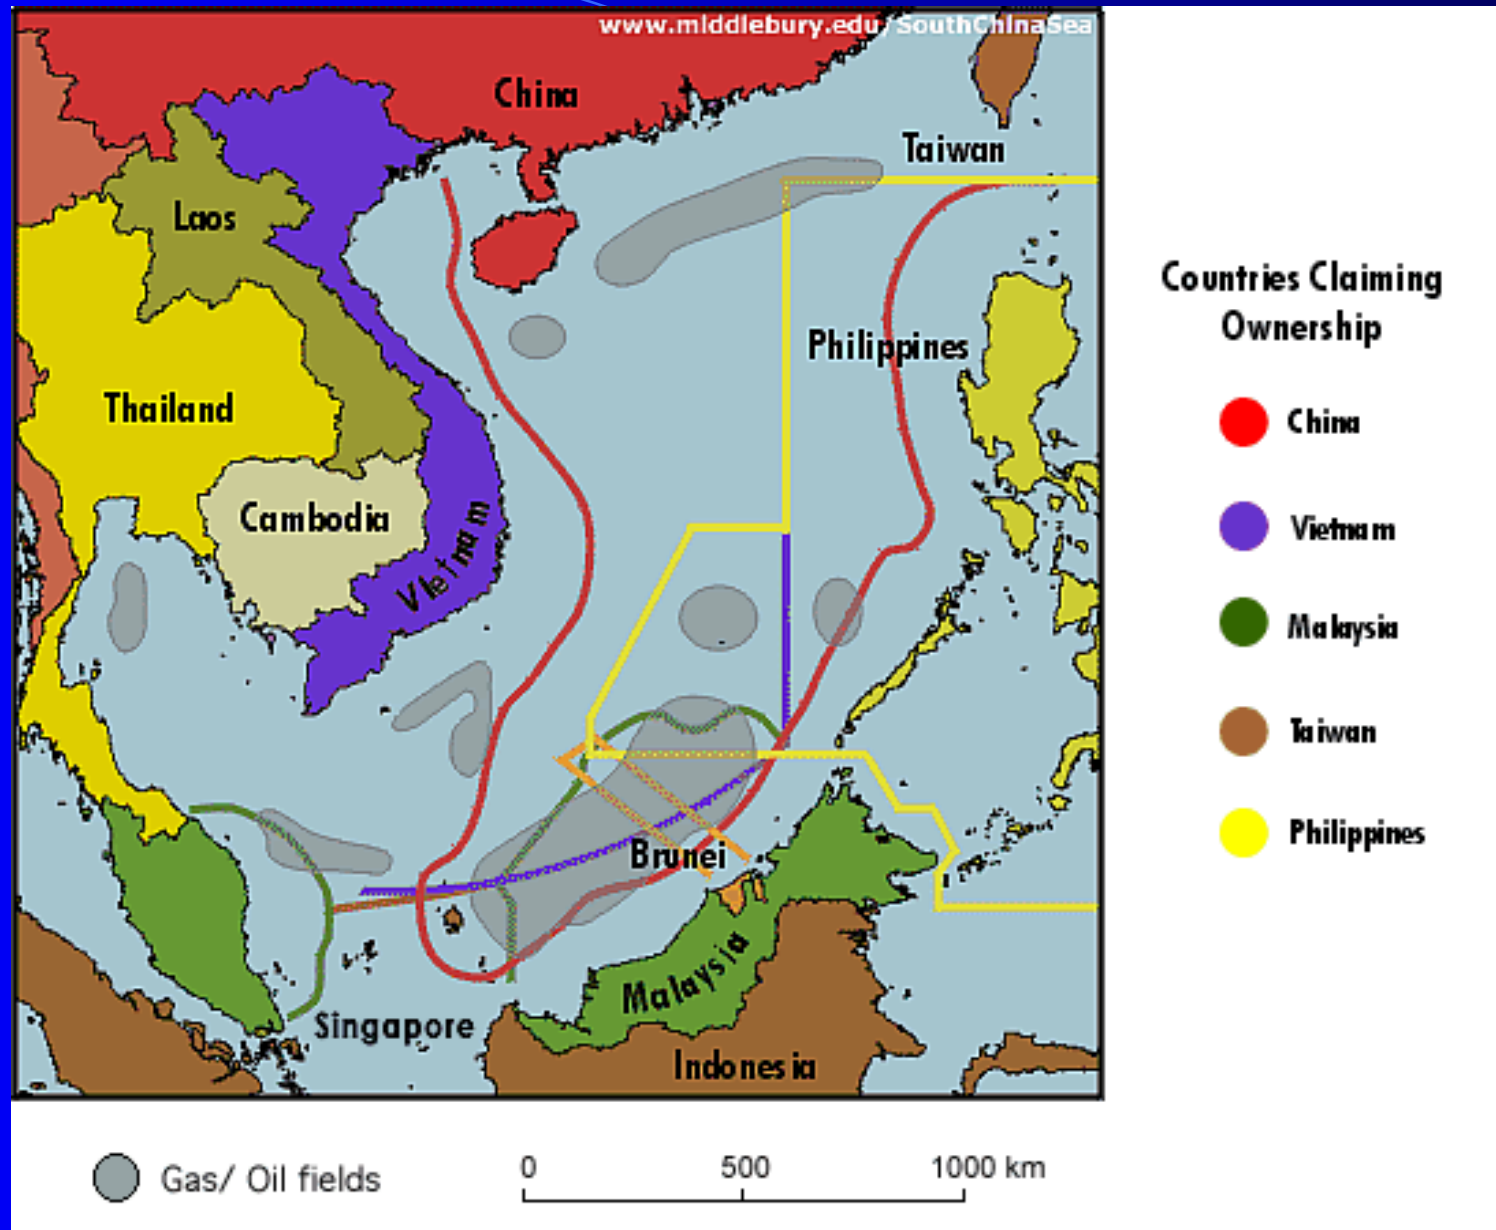 www.middlebury.edu/SouthChinaSea
China
Taiwan
Laos
Philippines
Thailand
Cambodia
Vietnam
Brunei
Malaysia
Singapore
Indonesia
Countries Claiming
Ownership
China
Vietnam
Malaysia
Taiwan
Philippines
Gas/ Oil fields
0 500 1000 km